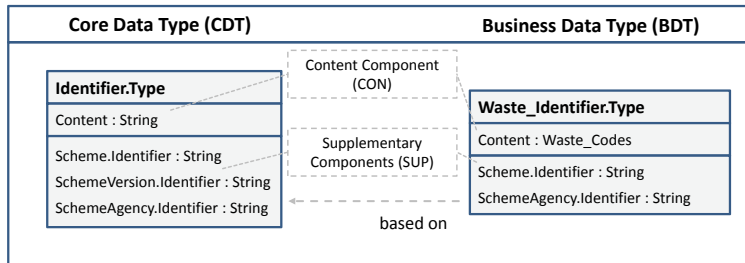 Core Data Type (CDT)
Business Data Type (BDT)
Content Component
(CON)
Identifier.Type
Content : String
Scheme.Identifier : String
SchemeVersion.Identifier : String
SchemeAgency.Identifier : String
Supplementary
Components (SUP)
Waste_Identifier.Type
Content : Waste_Codes
Scheme.Identifier : String
SchemeAgency.Identifier : String
based on